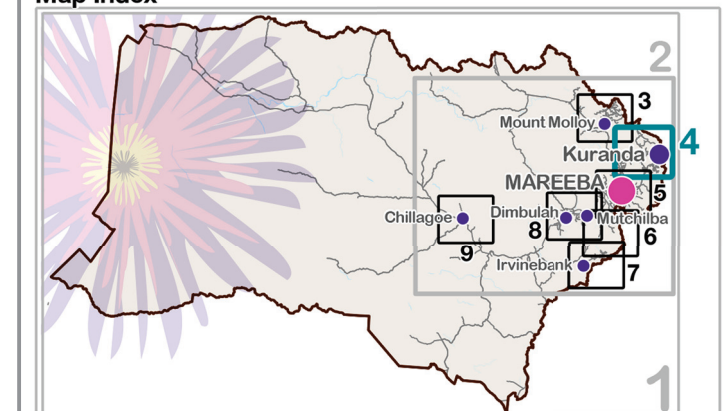 Map Index
2
3
Mount Molloy
4
Kuranda
MAREEBA
5
Chillagoe
Dimbulah
8
Mutchilba
6
9
Irvinebank
7
1